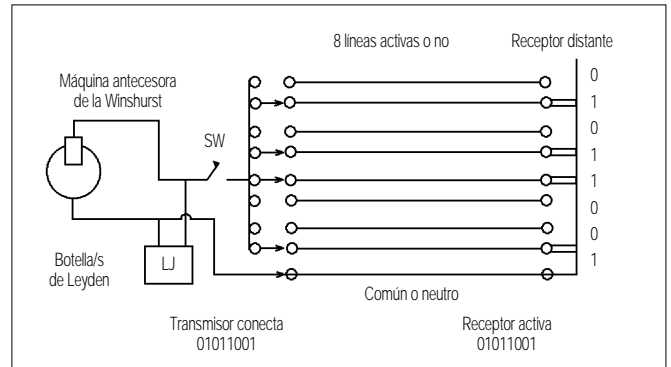 8 lineas activas o no
Receptor distante
Máquina antecesora
de la Winshurst
SW
0
1
0
1
1
0
0
1
Botella/s
de Leyden
LJ
Común o neutro
Transmisor conecta
01011001
Receptor activa
01011001